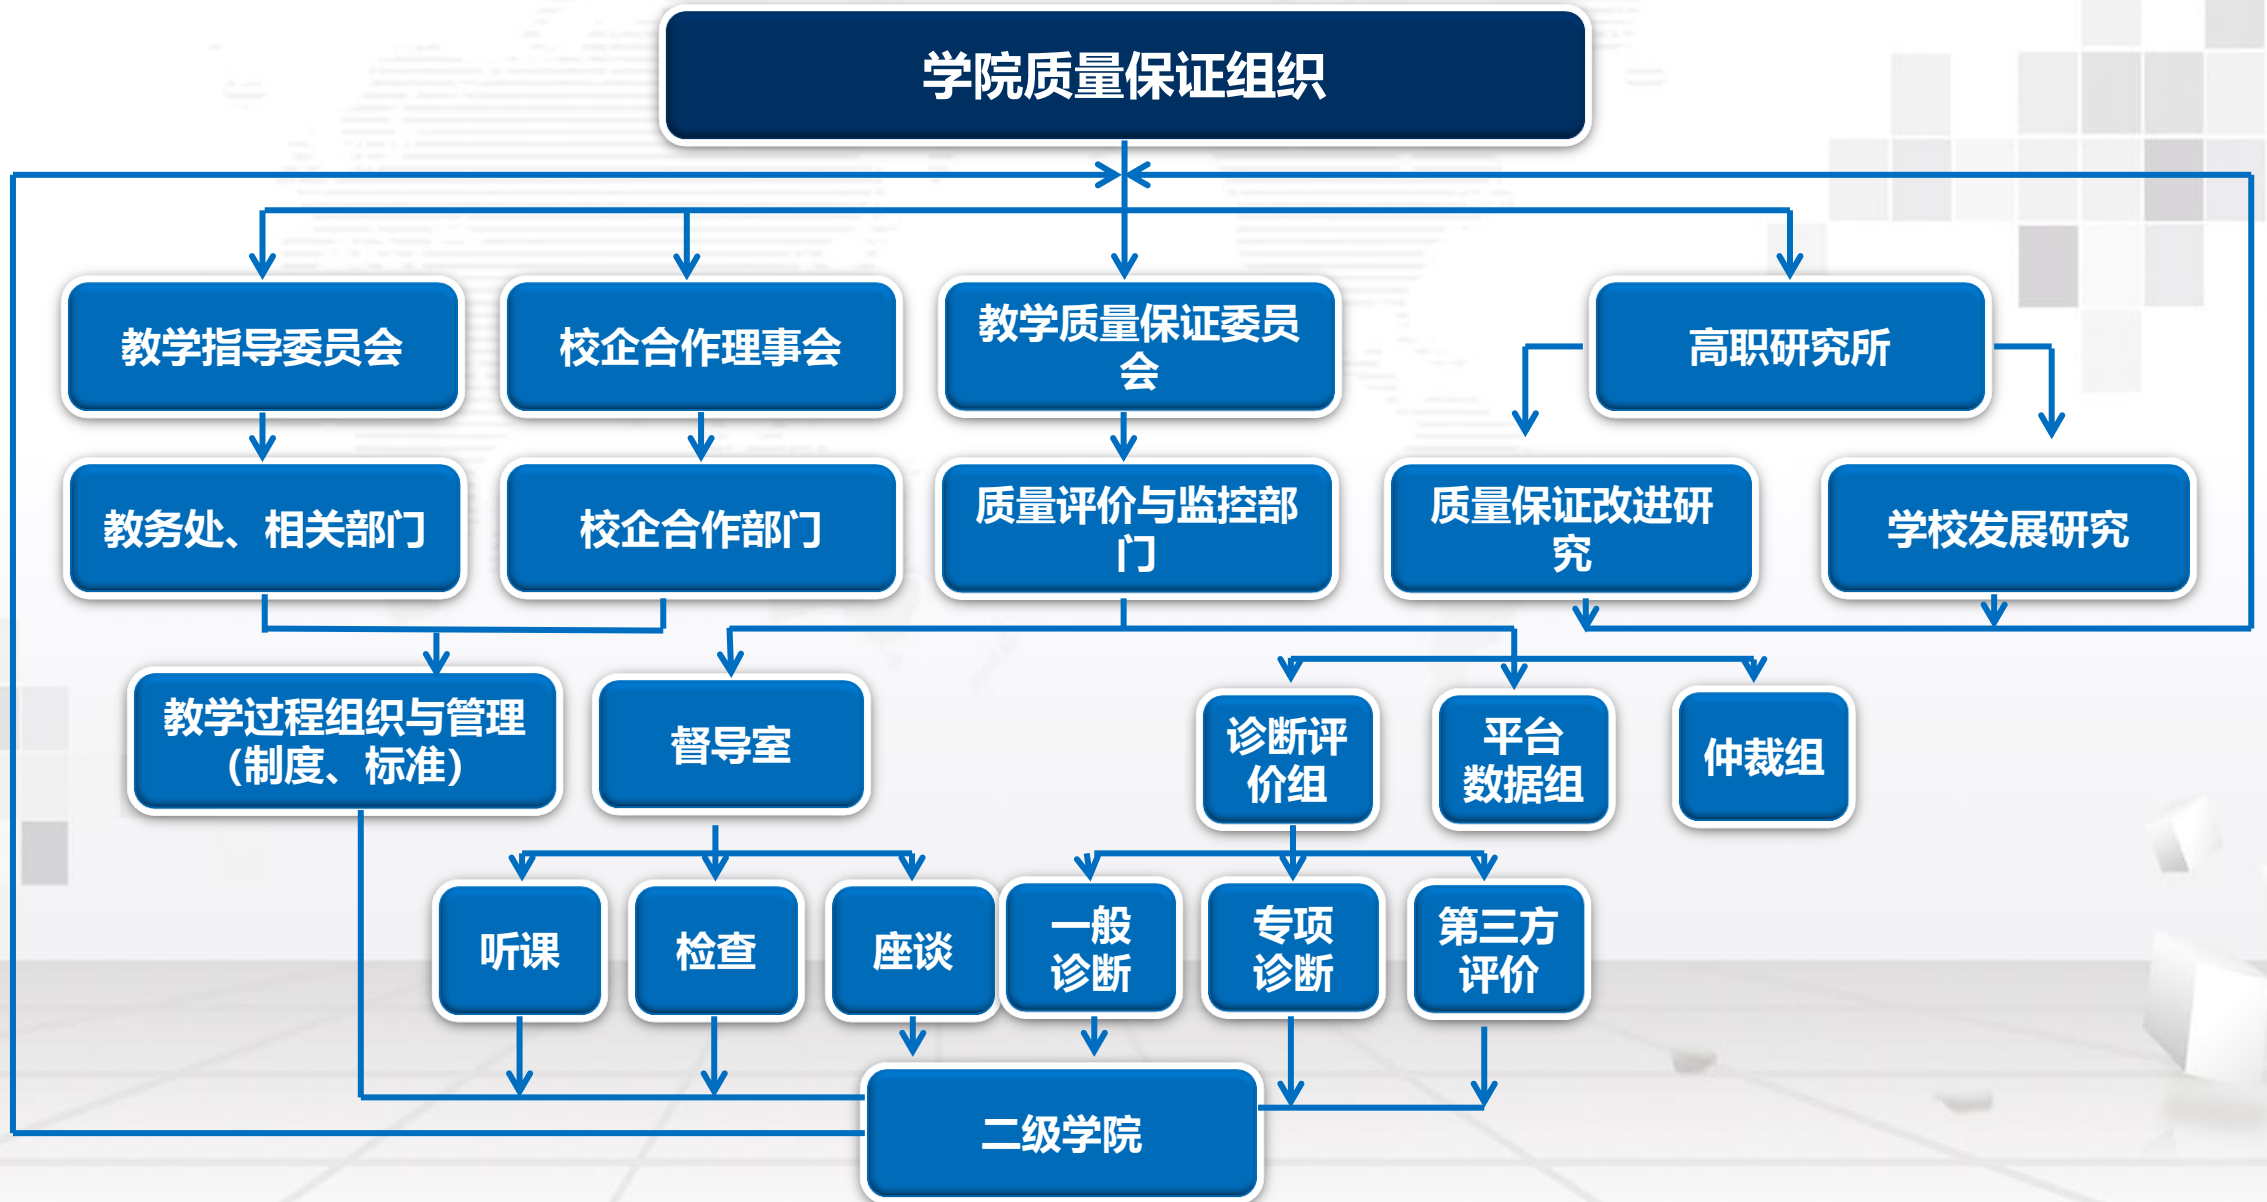 学院质量保证组织
教学指导委员会
校企合作理事会
教学质量保证委员
会
高职研究所
教务处、相关部门
校企合作部门
质量评价与监控部
门
质量保证改进研
究
学校发展研究
教学过程组织与管理
（制度、标准）
督导室
诊断评
价组
平台
数据组
仲裁组
听课
检查
座谈
一般
诊断
专项
诊断
第三方
评价
二级学院